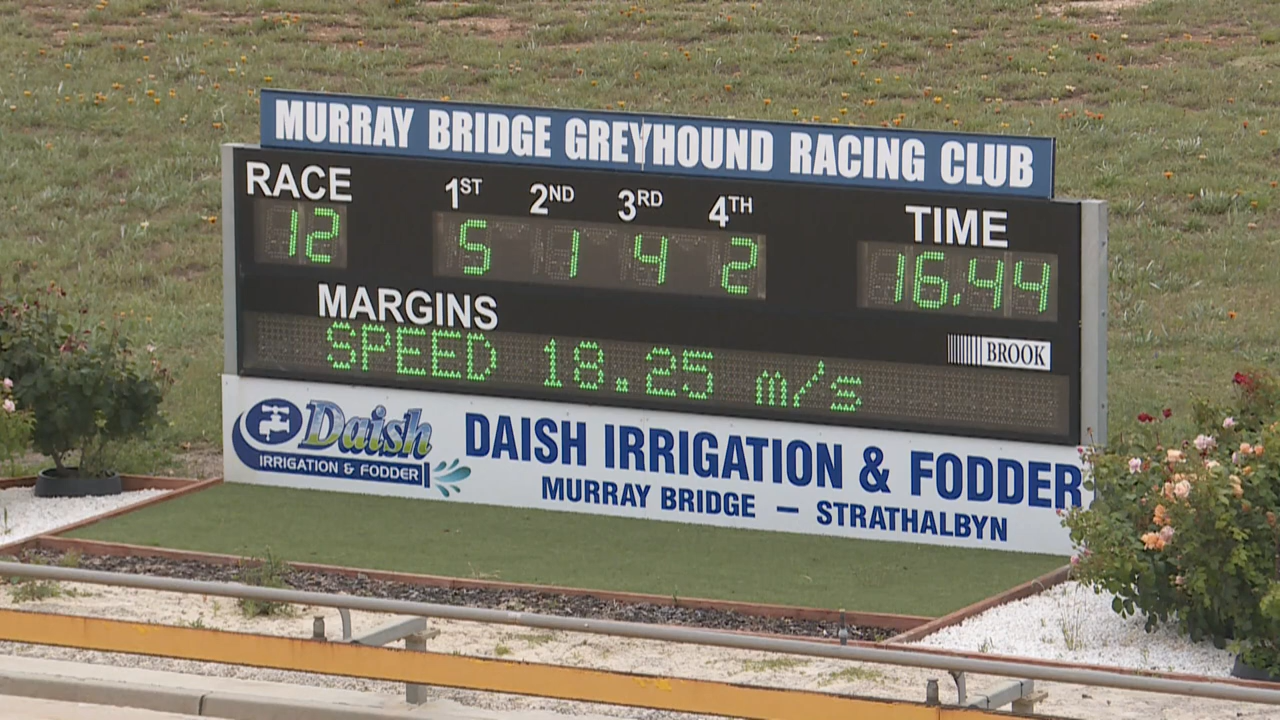 MURRAY BRIDGE GREYHOUND RACING CLUB
RACE 1ST 2ND 3RD 4TH TIME
12 5 1 4 2 16.44
MARGINS
BROOK
SPEED 18.25 m/s
Daish
IRRIGATION & FODDER
DAISH IRRIGATION & FODDER
MURRAY BRIDGE — STRATHALBYN